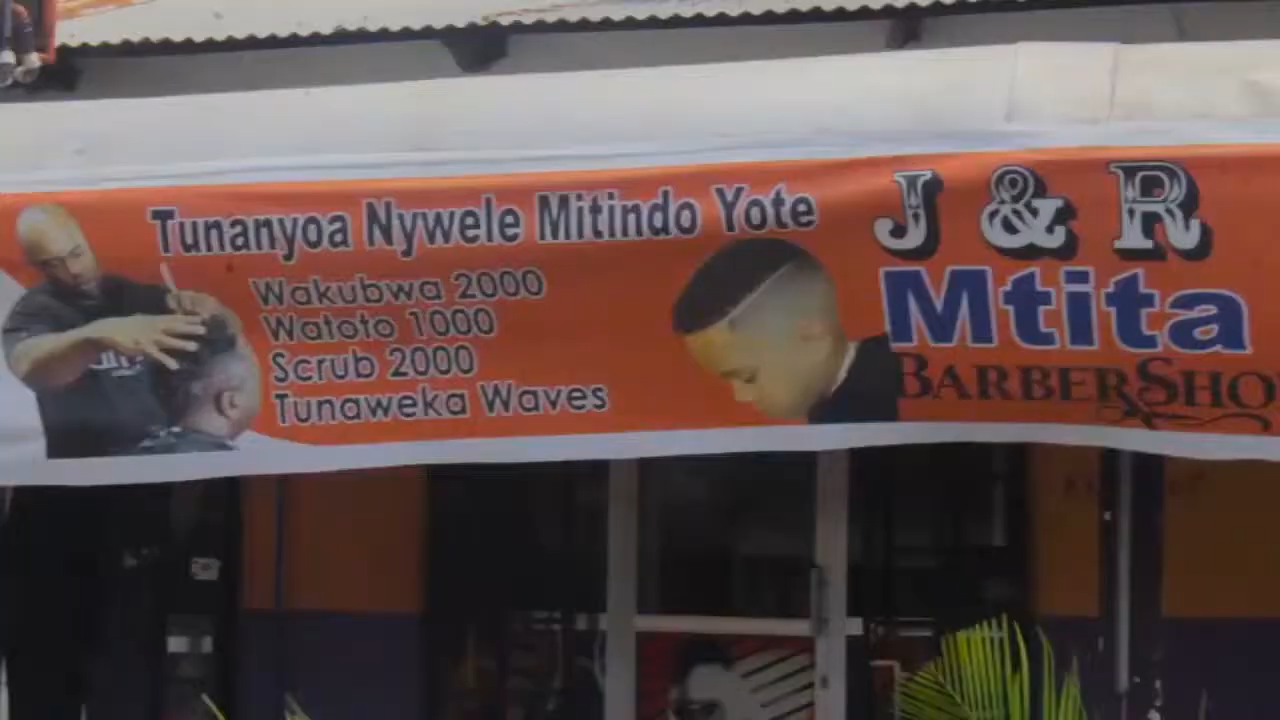 Tunanyoa Nywele Mitindo Yote
Wakubwa 2000
Watoto 1000
Scrub 2000
Tunaweka Waves
J & R
Mtita
BARBERSHO